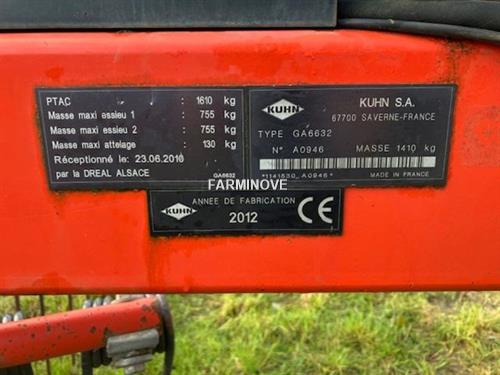 PTAC : 1610 kg
Masse maxi essieu 1 : 755 kg
Masse maxi essieu 2 : 755 kg
Masse maxi attelage : 130 kg
Réceptionné le: 23.06.2010
par la DREAL ALSACE GA6632
KUHN KUHN S.A.
67700 SAVERNE-FRANCE
TYPE GA6632
N° A0946 MASSE 1410 kg
*1141530_A0946* MADE IN FRANCE
FARMINOVE
KUHN ANNEE DE FABRICATION CE
2012